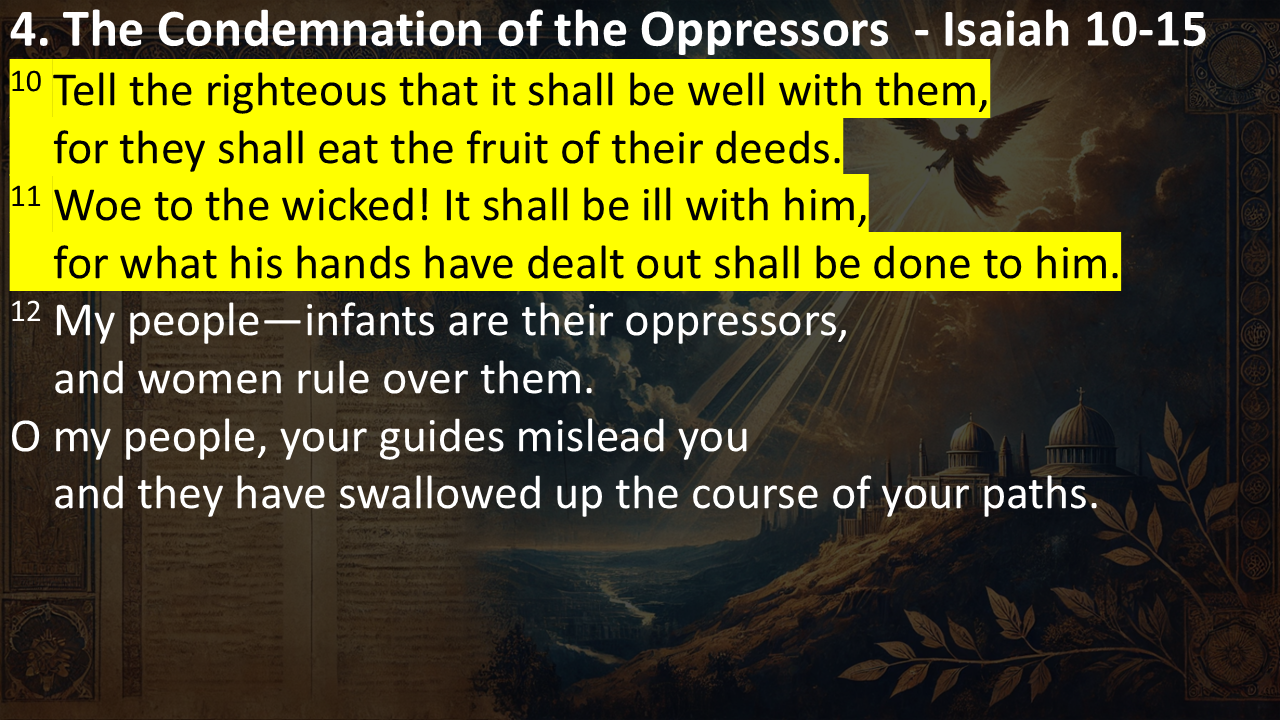 4. The Condemnation of the Oppressors - Isaiah 10-15
10 Tell the righteous that it shall be well with them,
for they shall eat the fruit of their deeds.
11 Woe to the wicked! It shall be ill with him,
for what his hands have dealt out shall be done to him.
12 My people—infants are their oppressors,
and women rule over them.
O my people, your guides mislead you
and they have swallowed up the course of your paths.